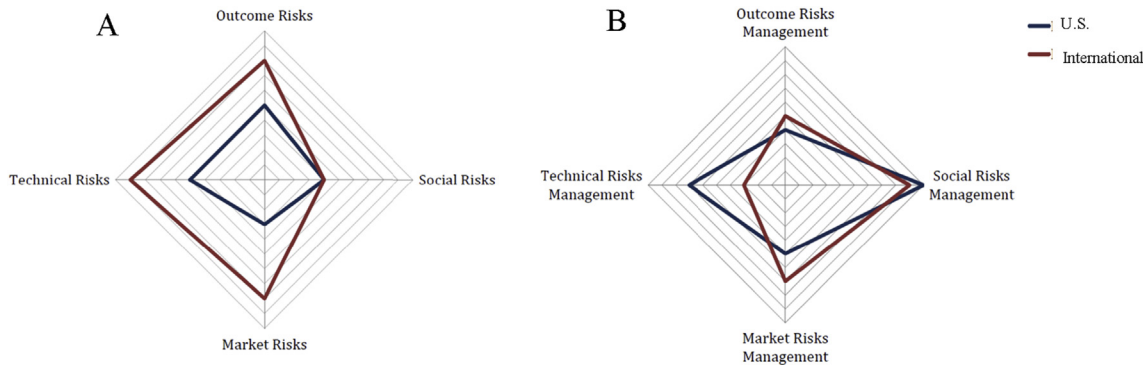 A
Outcome Risks
Technical Risks
Social Risks
Market Risks
B
Outcome Risks
Management
Technical Risks
Management
Social Risks
Management
Market Risks
Management
U.S.
International